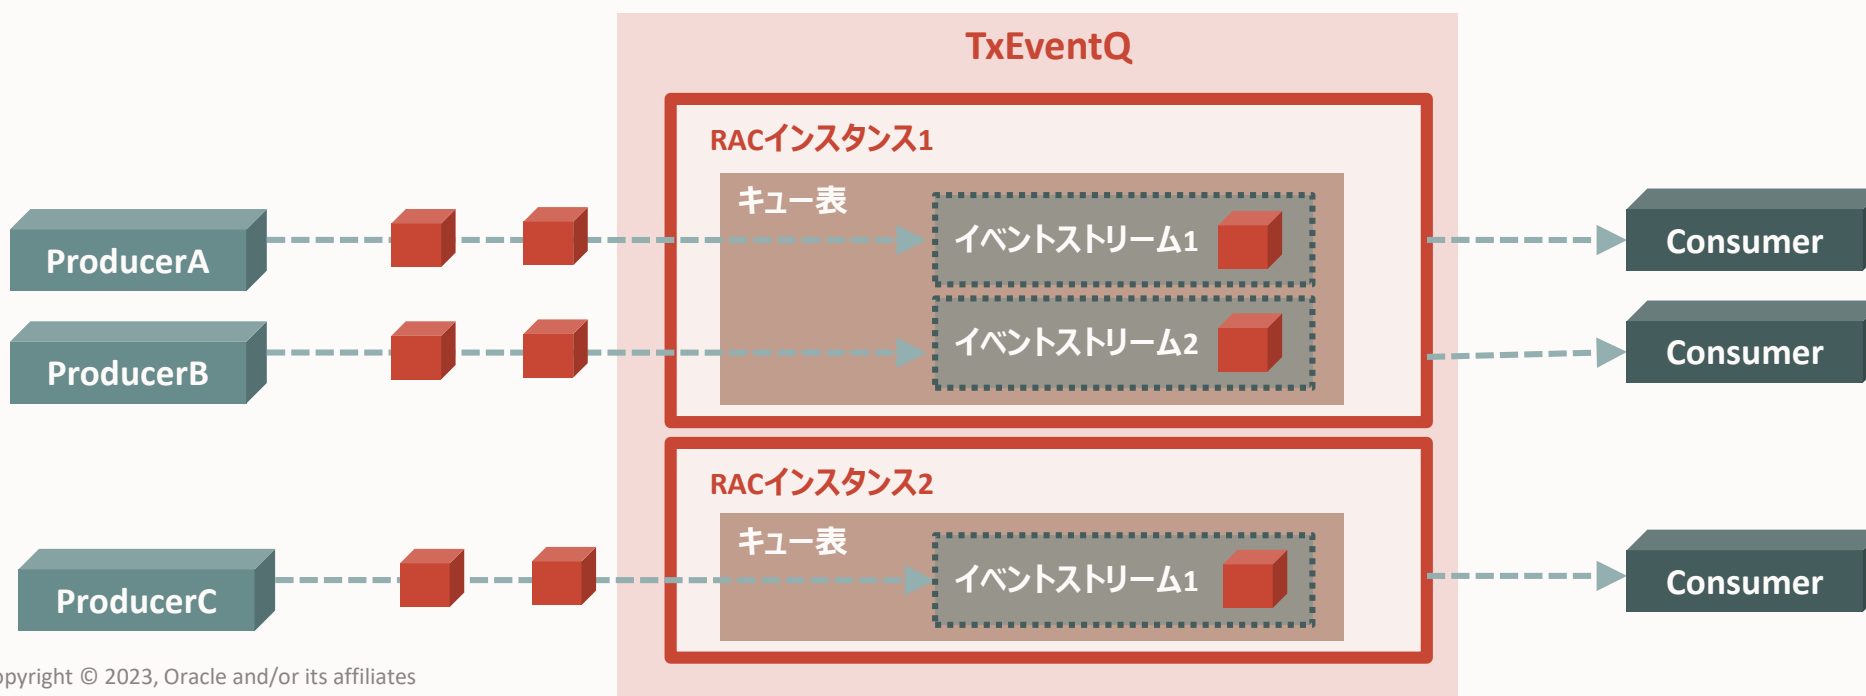 TxEventQ
RACインスタンス1
キュー表
ProducerA
イベントストリーム1
Consumer
ProducerB
イベントストリーム2
Consumer
RACインスタンス2
キュー表
ProducerC
イベントストリーム1
Consumer
opyright © 2023, Oracle and/or its affiliates